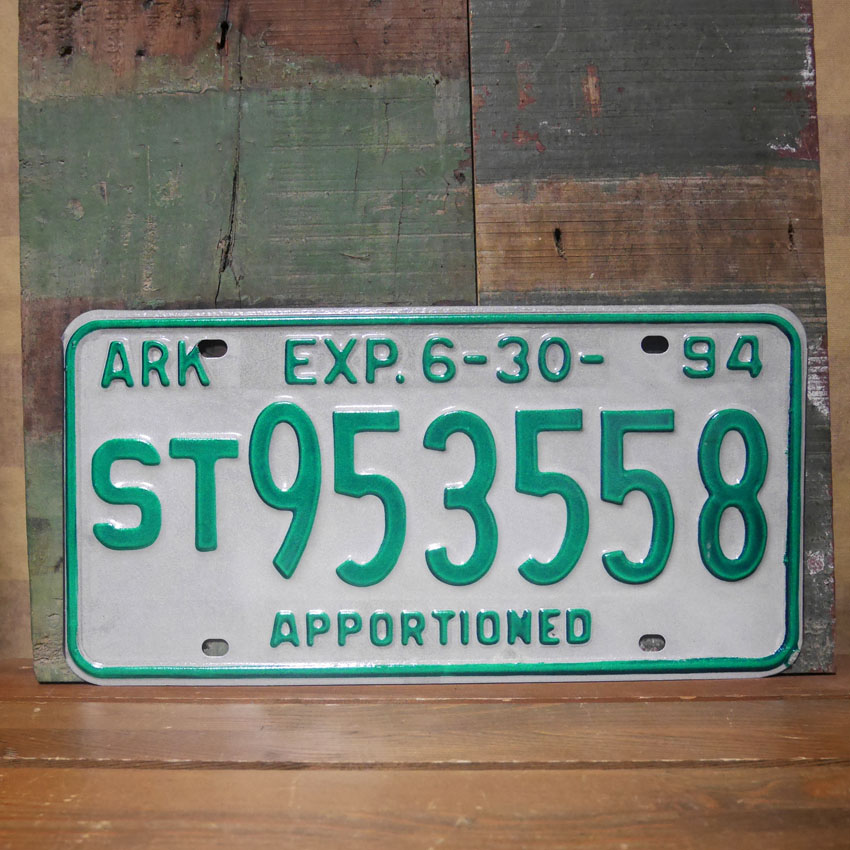 ARK EXP. 6-30- 94
ST953558
APPORTIONED